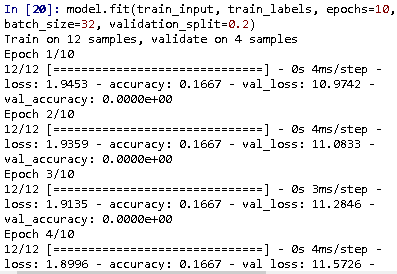 In [20]: model.fit(train_input, train_labels, epochs=10,
batch_size=32, validation_split=0.2)
Train on 12 samples, validate on 4 samples
Epoch 1/10
12/12 [==============================] - 0s 4ms/step -
loss: 1.9453 - accuracy: 0.1667 - val_loss: 10.9742 -
val_accuracy: 0.0000e+00
Epoch 2/10
12/12 [==============================] - 0s 4ms/step -
loss: 1.9359 - accuracy: 0.1667 - val_loss: 11.0833 -
val_accuracy: 0.0000e+00
Epoch 3/10
12/12 [==============================] - 0s 3ms/step -
loss: 1.9135 - accuracy: 0.1667 - val_loss: 11.2846 -
val_accuracy: 0.0000e+00
Epoch 4/10
12/12 [==============================] - 0s 4ms/step -
loss: 1.8996 - accuracy: 0.1667 - val_loss: 11.5726 -